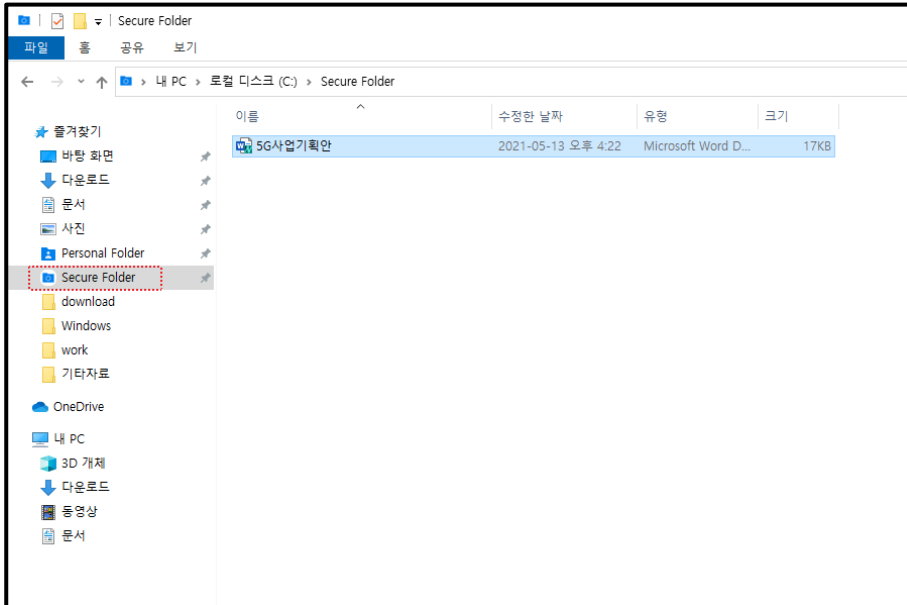 Secure Folder
파일 홈 공유 보기
내 PC › 로컬 디스크 (C:) › Secure Folder
이름 수정한 날짜 유형 크기
5G사업기획안 2021-05-13 오후 4:22 Microsoft Word D... 17KB
즐겨찾기
바탕 화면
다운로드
문서
사진
Personal Folder
Secure Folder
download
Windows
work
기타자료
OneDrive
내 PC
3D 개체
다운로드
동영상
문서